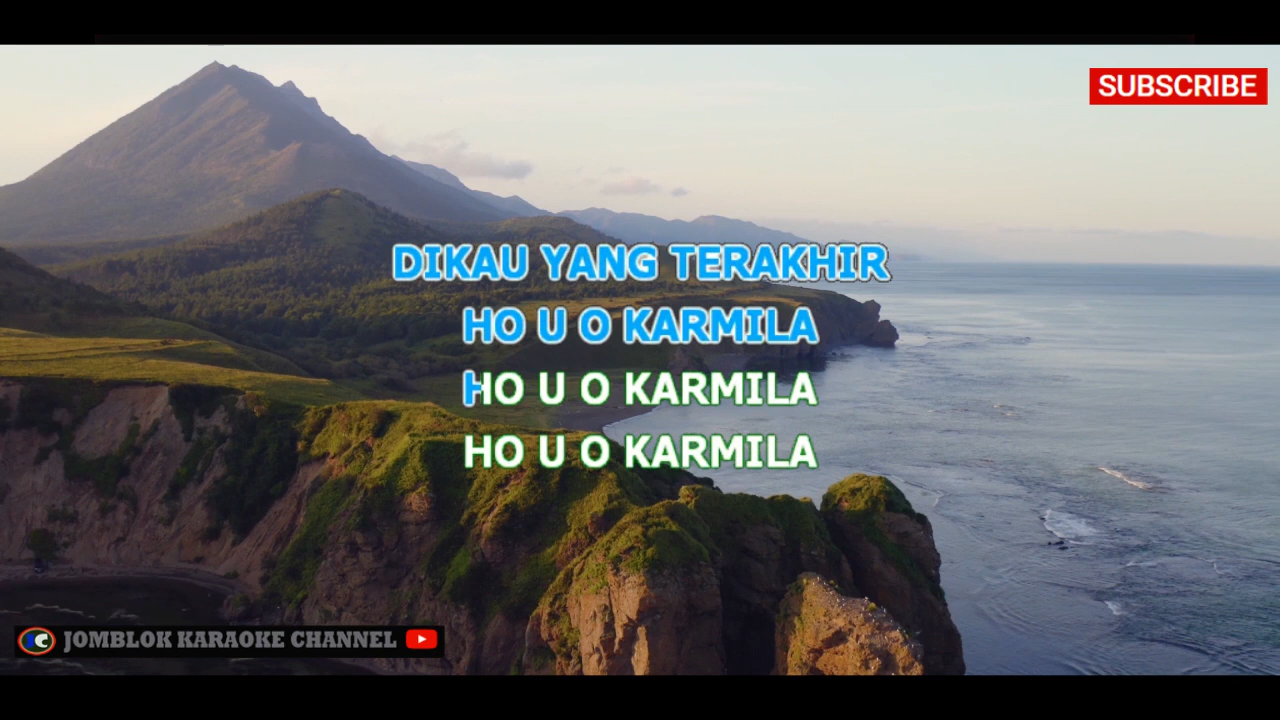 SUBSCRIBE
DIKAU YANG TERAKHIR
HO U O KARMILA
HO U O KARMILA
HO U O KARMILA
JOMBLOK KARAOKE CHANNEL